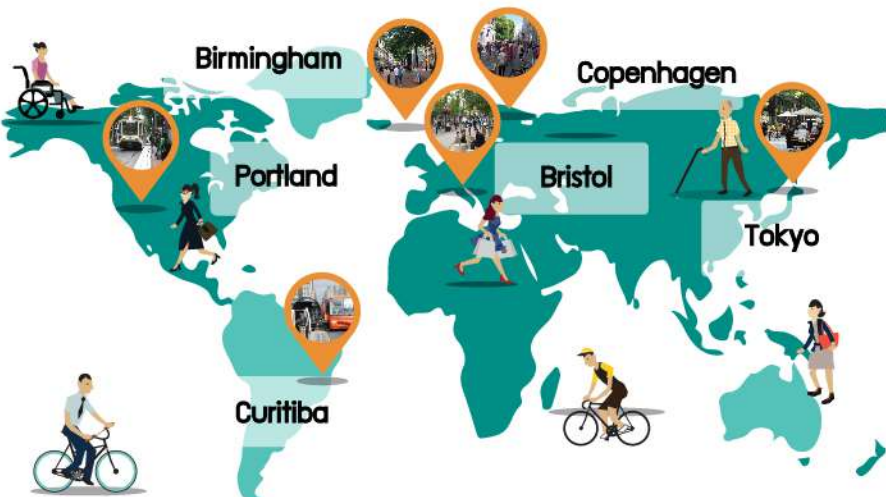 Birmingham
Copenhagen
Portland
Bristol
Tokyo
Curitiba